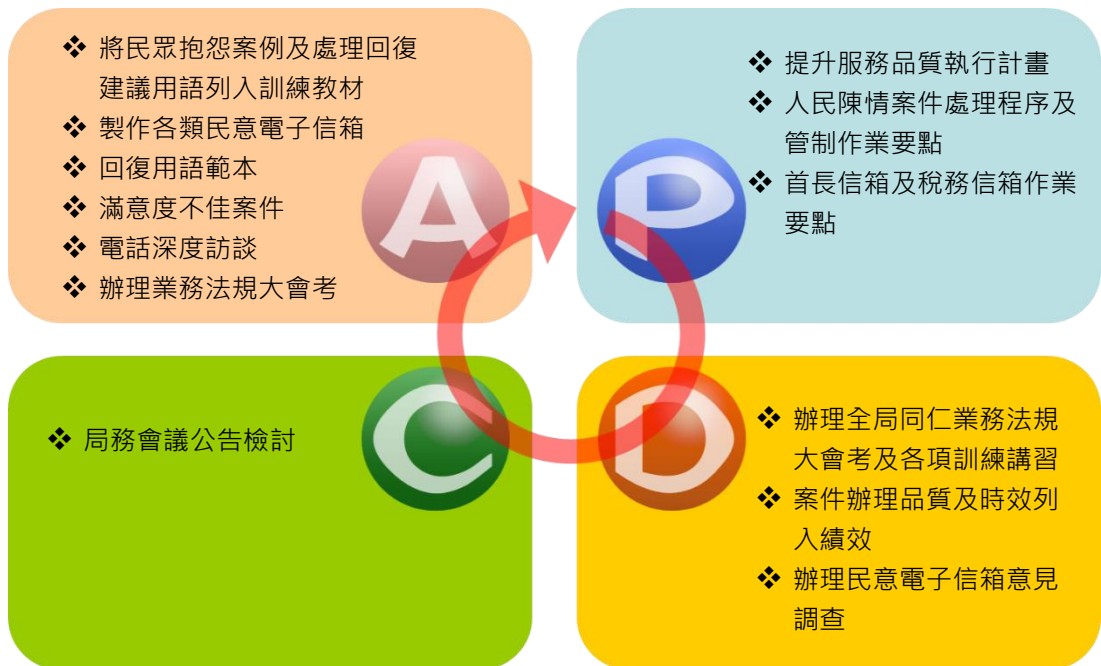 ❖ 將民眾抱怨案例及處理回復
建議用語列入訓練教材
❖ 製作各類民意電子信箱
❖ 回復用語範本
❖ 滿意度不佳案件
❖ 電話深度訪談
❖ 辦理業務法規大會考
A
❖ 提升服務品質執行計畫
❖ 人民陳情案件處理程序及
管制作業要點
❖ 首長信箱及稅務信箱作業
要點
P
❖ 局務會議公告檢討
C
❖ 辦理全局同仁業務法規
大會考及各項訓練講習
❖ 案件辦理品質及時效列
入績效
❖ 辦理民意電子信箱意見
調查
D